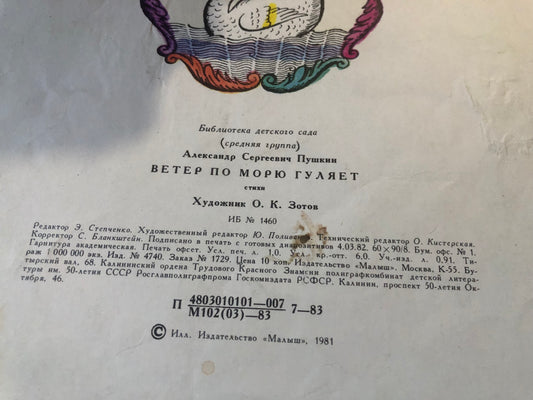 Библиотека детского сада
(средняя группа)
Александр Сергеевич Пушкин
ВЕТЕР ПО МОРЮ ГУЛЯЕТ
стихи
Художник О. К. Зотов
ИБ № 1460
Редактор Э. Степченко. Художественный редактор Ю. Поливанов. Технический редактор О. Кистерская.
Корректор С. Бланкштейн. Подписано в печать с готовых диапозитивов 4.03.82. 60×90/8. Бум. офс. № 1.
Гарнитура академическая. Печать офсет. Усл. печ. л. 1,0. Усл. кр.-отт. 6,0. Уч.-изд. л. 0,91. Ти-
раж 1 000 000 экз. Изд. № 4740. Заказ № 1729. Цена 10 коп. Издательство «Малыш». Москва, К-55, Бу-
тырский вал, 68. Калининский ордена Трудового Красного Знамени полиграфкомбинат детской литера-
туры им. 50-летия СССР Росглавполиграфпрома Госкомиздата РСФСР. Калинин, проспект 50-летия Ок-
тября, 46.
П 4803010101—007 7—83
М102(03)—83
© Илл. Издательство «Малыш», 1981